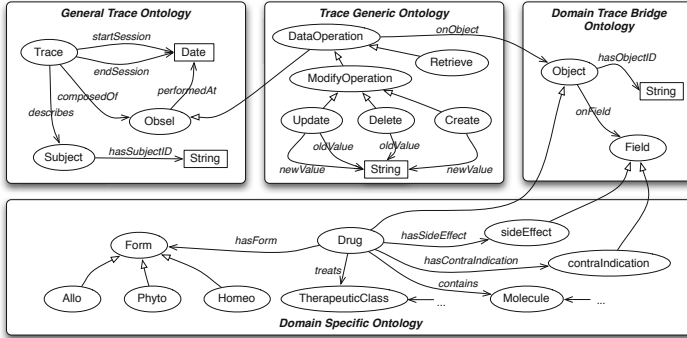 General Trace Ontology
Trace
startSession
Date
endSession
composedOf
performedAt
describes
Obsel
Subject
hasSubjectID
String
Trace Generic Ontology
DataOperation
onObject
Retrieve
ModifyOperation
Update
Delete
Create
oldValue
oldValue
newValue
String
newValue
Domain Trace Bridge
Ontology
Object
hasObjectID
String
onField
Field
Form
hasForm
Drug
hasSideEffect
sideEffect
hasContraIndication
contraIndication
treats
contains
Allo
Phyto
Homeo
TherapeuticClass
...
Molecule
...
Domain Specific Ontology